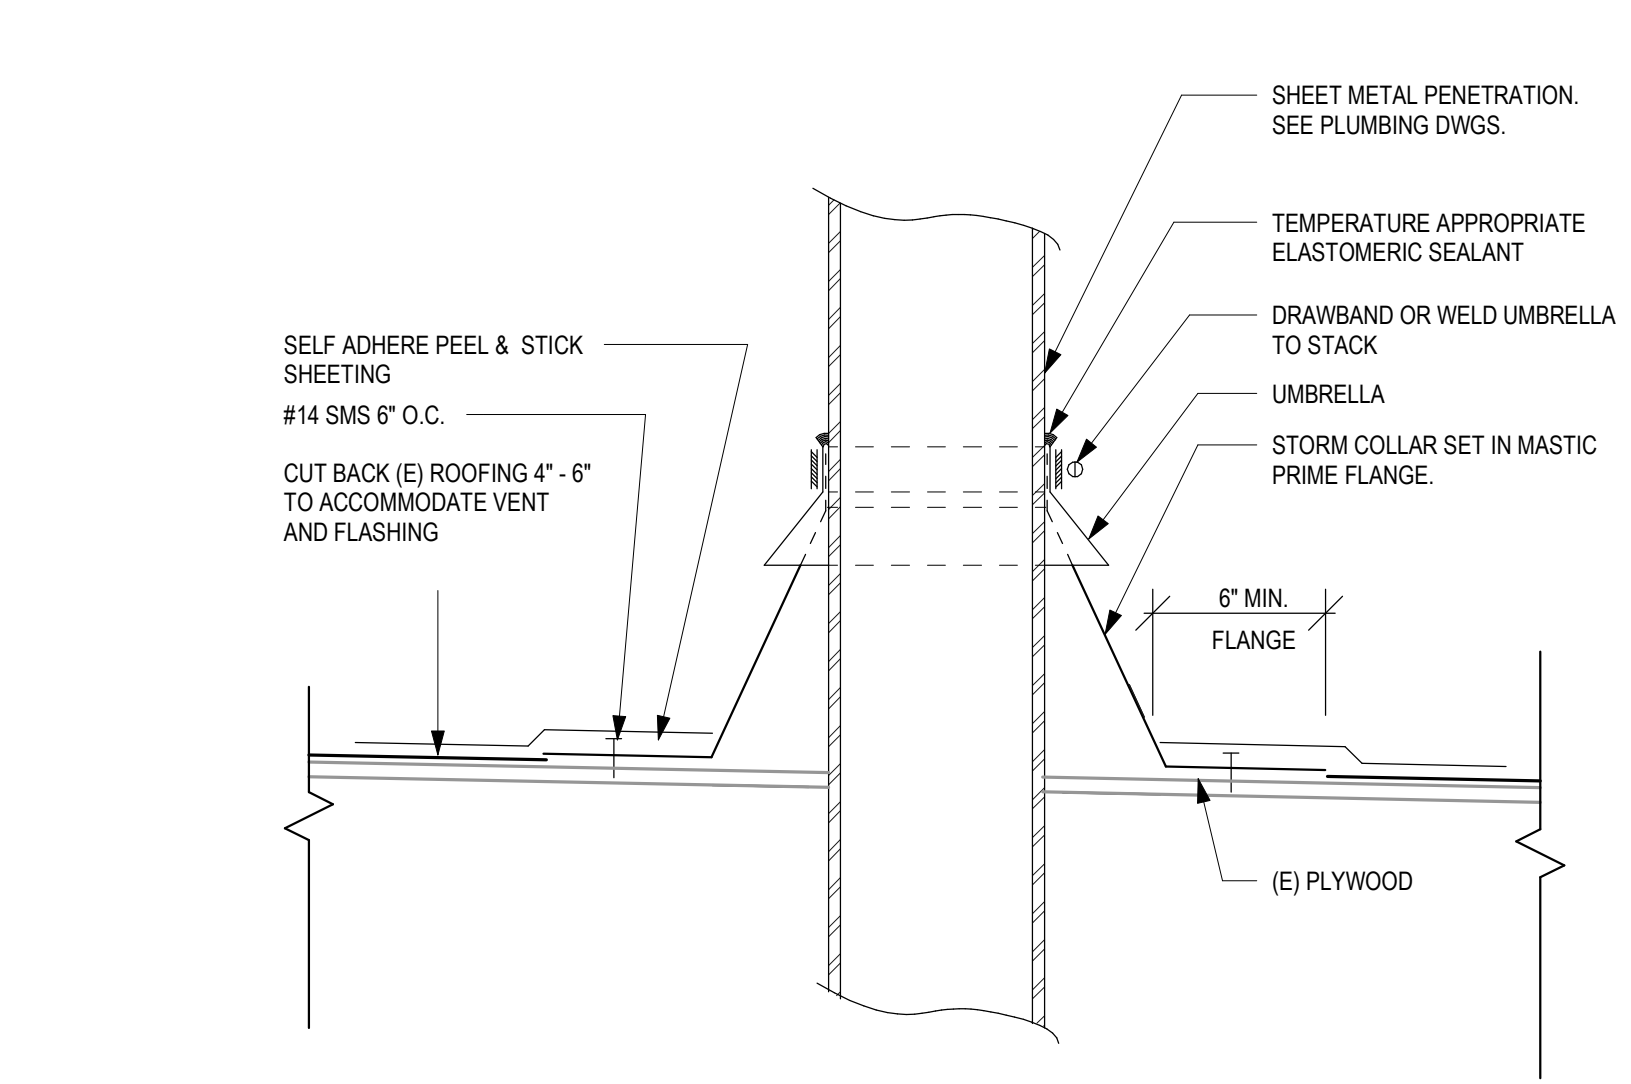 SHEET METAL PENETRATION.
SEE PLUMBING DWGS.
TEMPERATURE APPROPRIATE
ELASTOMERIC SEALANT
DRAWBAND OR WELD UMBRELLA
TO STACK
UMBRELLA
STORM COLLAR SET IN MASTIC
PRIME FLANGE.
SELF ADHERE PEEL & STICK
SHEETING
#14 SMS 6" O.C.
CUT BACK (E) ROOFING 4" - 6"
TO ACCOMMODATE VENT
AND FLASHING
6" MIN.
FLANGE
(E) PLYWOOD